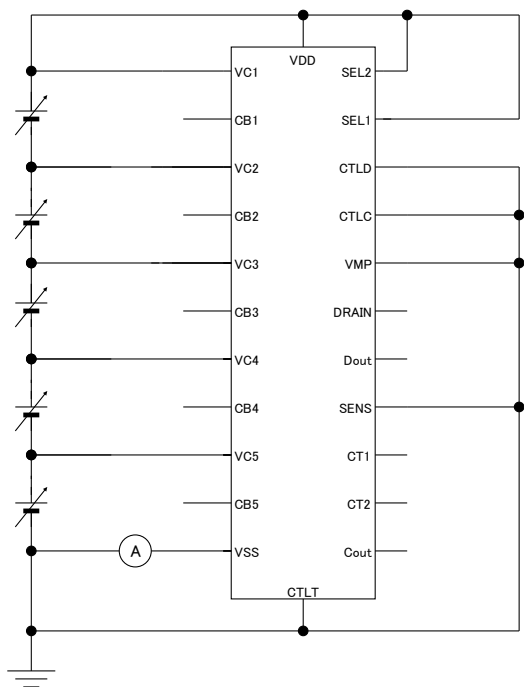 VDD
VC1
SEL2
CB1
SEL1
VC2
CTLD
CB2
CTLC
VC3
VMP
CB3
DRAIN
VC4
Dout
CB4
SENS
VC5
CT1
CB5
CT2
A
VSS
Cout
CTLT